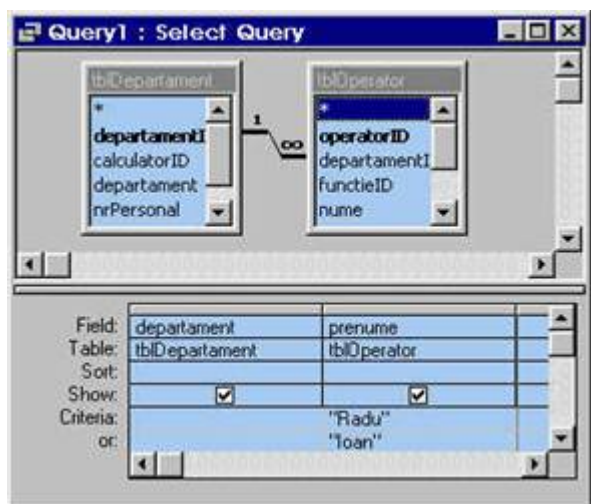 Query1 : Select Query
tblDepartament
*
departamentI
calculatorID
departament
nrPersonal
1
∞
tblOperator
*
operatorID
departamentI
functieID
nume
Field: departament prenume
Table: tblDepartament tblOperator
Sort:
Show:
Criteria: "Radu"
or: "Ioan"